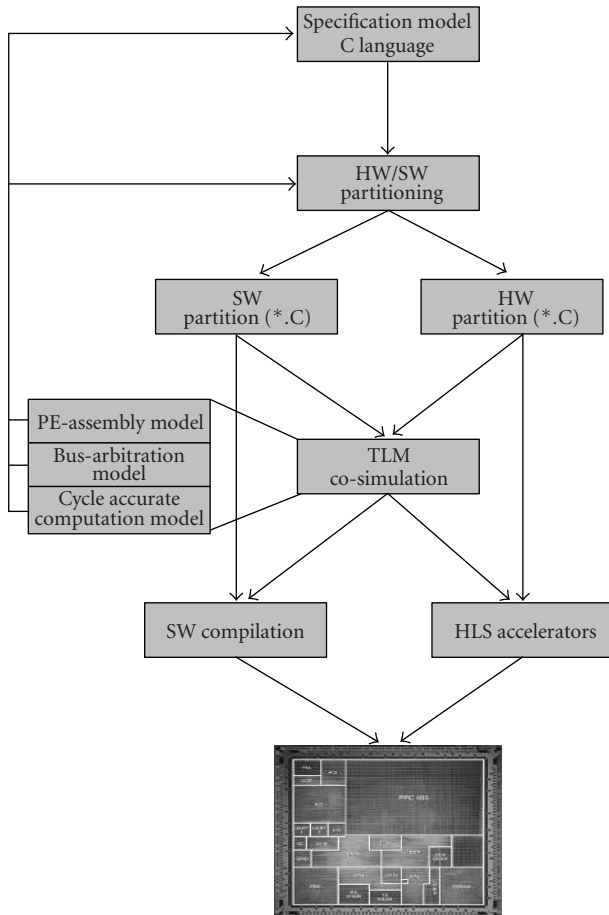 Specification model
C language
HW/SW
partitioning
SW
partition (*.C)
HW
partition (*.C)
PE-assembly model
Bus-arbitration
model
Cycle accurate
computation model
TLM
co-simulation
SW compilation
HLS accelerators
PPC 405